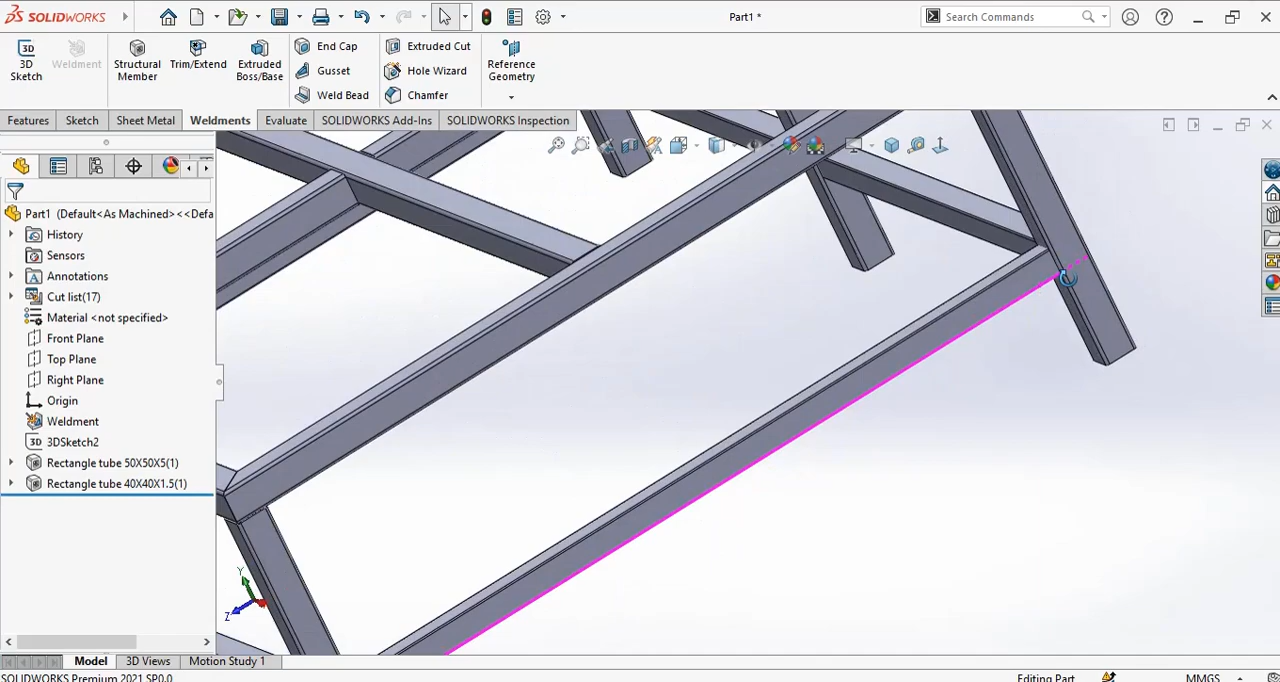 SOLIDWORKS
Part1 *
Search Commands
3D Sketch
Weldment
Structural Member
Trim/Extend
Extruded Boss/Base
End Cap
Gusset
Weld Bead
Extruded Cut
Hole Wizard
Chamfer
Reference Geometry
Features
Sketch
Sheet Metal
Weldments
Evaluate
SOLIDWORKS Add-Ins
SOLIDWORKS Inspection
Part1 (Default<As Machined><<Defa
History
Sensors
Annotations
Cut list(17)
Material <not specified>
Front Plane
Top Plane
Right Plane
Origin
Weldment
3DSketch2
Rectangle tube 50X50X5(1)
Rectangle tube 40X40X1.5(1)
Y
Z
Model
3D Views
Motion Study 1
SOLIDWORKS Premium 2021 SP0.0
Editing Part
MMGS